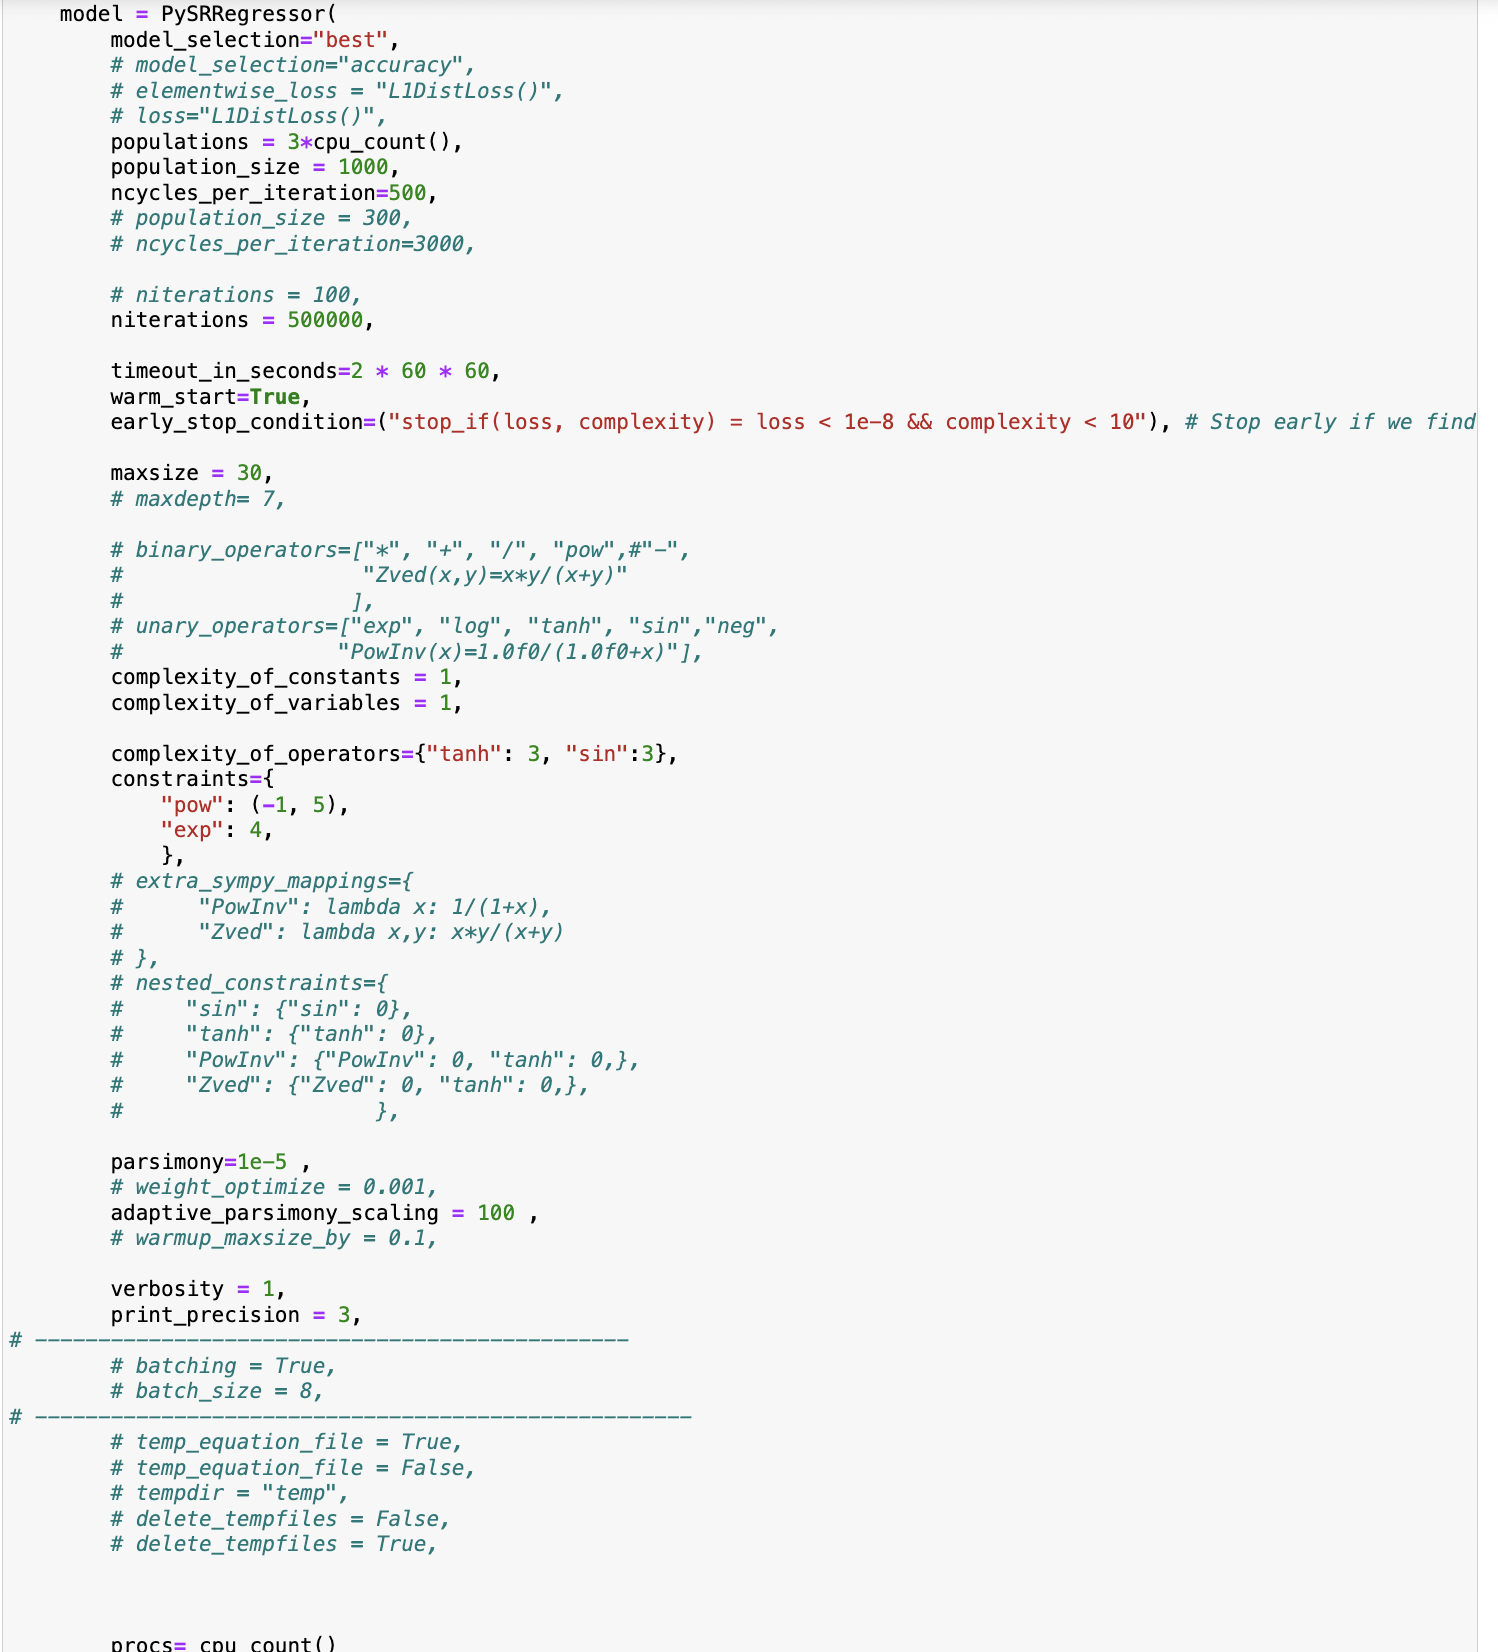 model = PySRRegressor(
model_selection="best",
# model_selection="accuracy",
# elementwise_loss = "L1DistLoss()",
# loss="L1DistLoss()",
populations = 3*cpu_count(),
population_size = 1000,
ncycles_per_iteration=500,
# population_size = 300,
# ncycles_per_iteration=3000,
# niterations = 100,
niterations = 500000,
timeout_in_seconds=2 * 60 * 60,
warm_start=True,
early_stop_condition=("stop_if(loss, complexity) = loss < 1e-8 && complexity < 10"), # Stop early if we find
maxsize = 30,
# maxdepth= 7,
# binary_operators=["*", "+", "/", "pow",#"-",
# "Zved(x,y)=x*y/(x+y)"
# ],
# unary_operators=["exp", "log", "tanh", "sin","neg",
# "PowInv(x)=1.0f0/(1.0f0+x)"],
complexity_of_constants = 1,
complexity_of_variables = 1,
complexity_of_operators={"tanh": 3, "sin":3},
constraints={
"pow": (-1, 5),
"exp": 4,
},
# extra_sympy_mappings={
# "PowInv": lambda x: 1/(1+x),
# "Zved": lambda x,y: x*y/(x+y)
# },
# nested_constraints={
# "sin": {"sin": 0},
# "tanh": {"tanh": 0},
# "PowInv": {"PowInv": 0, "tanh": 0,},
# "Zved": {"Zved": 0, "tanh": 0,},
# },
parsimony=1e-5 ,
# weight_optimize = 0.001,
adaptive_parsimony_scaling = 100 ,
# warmup_maxsize_by = 0.1,
verbosity = 1,
print_precision = 3,
# -----------------------------------------------
# batching = True,
# batch_size = 8,
# ----------------------------------------------------
# temp_equation_file = True,
# temp_equation_file = False,
# tempdir = "temp",
# delete_tempfiles = False,
# delete_tempfiles = True,
procs= cpu_count()